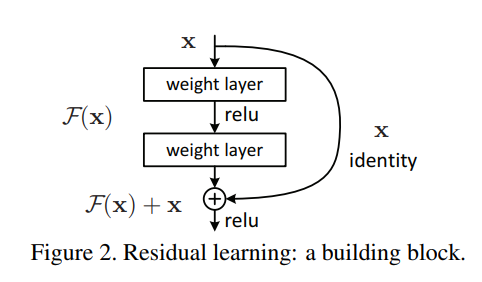 x
weight layer
F(x)
relu
x
weight layer
identity
F(x) + x
+
relu
Figure 2. Residual learning: a building block.